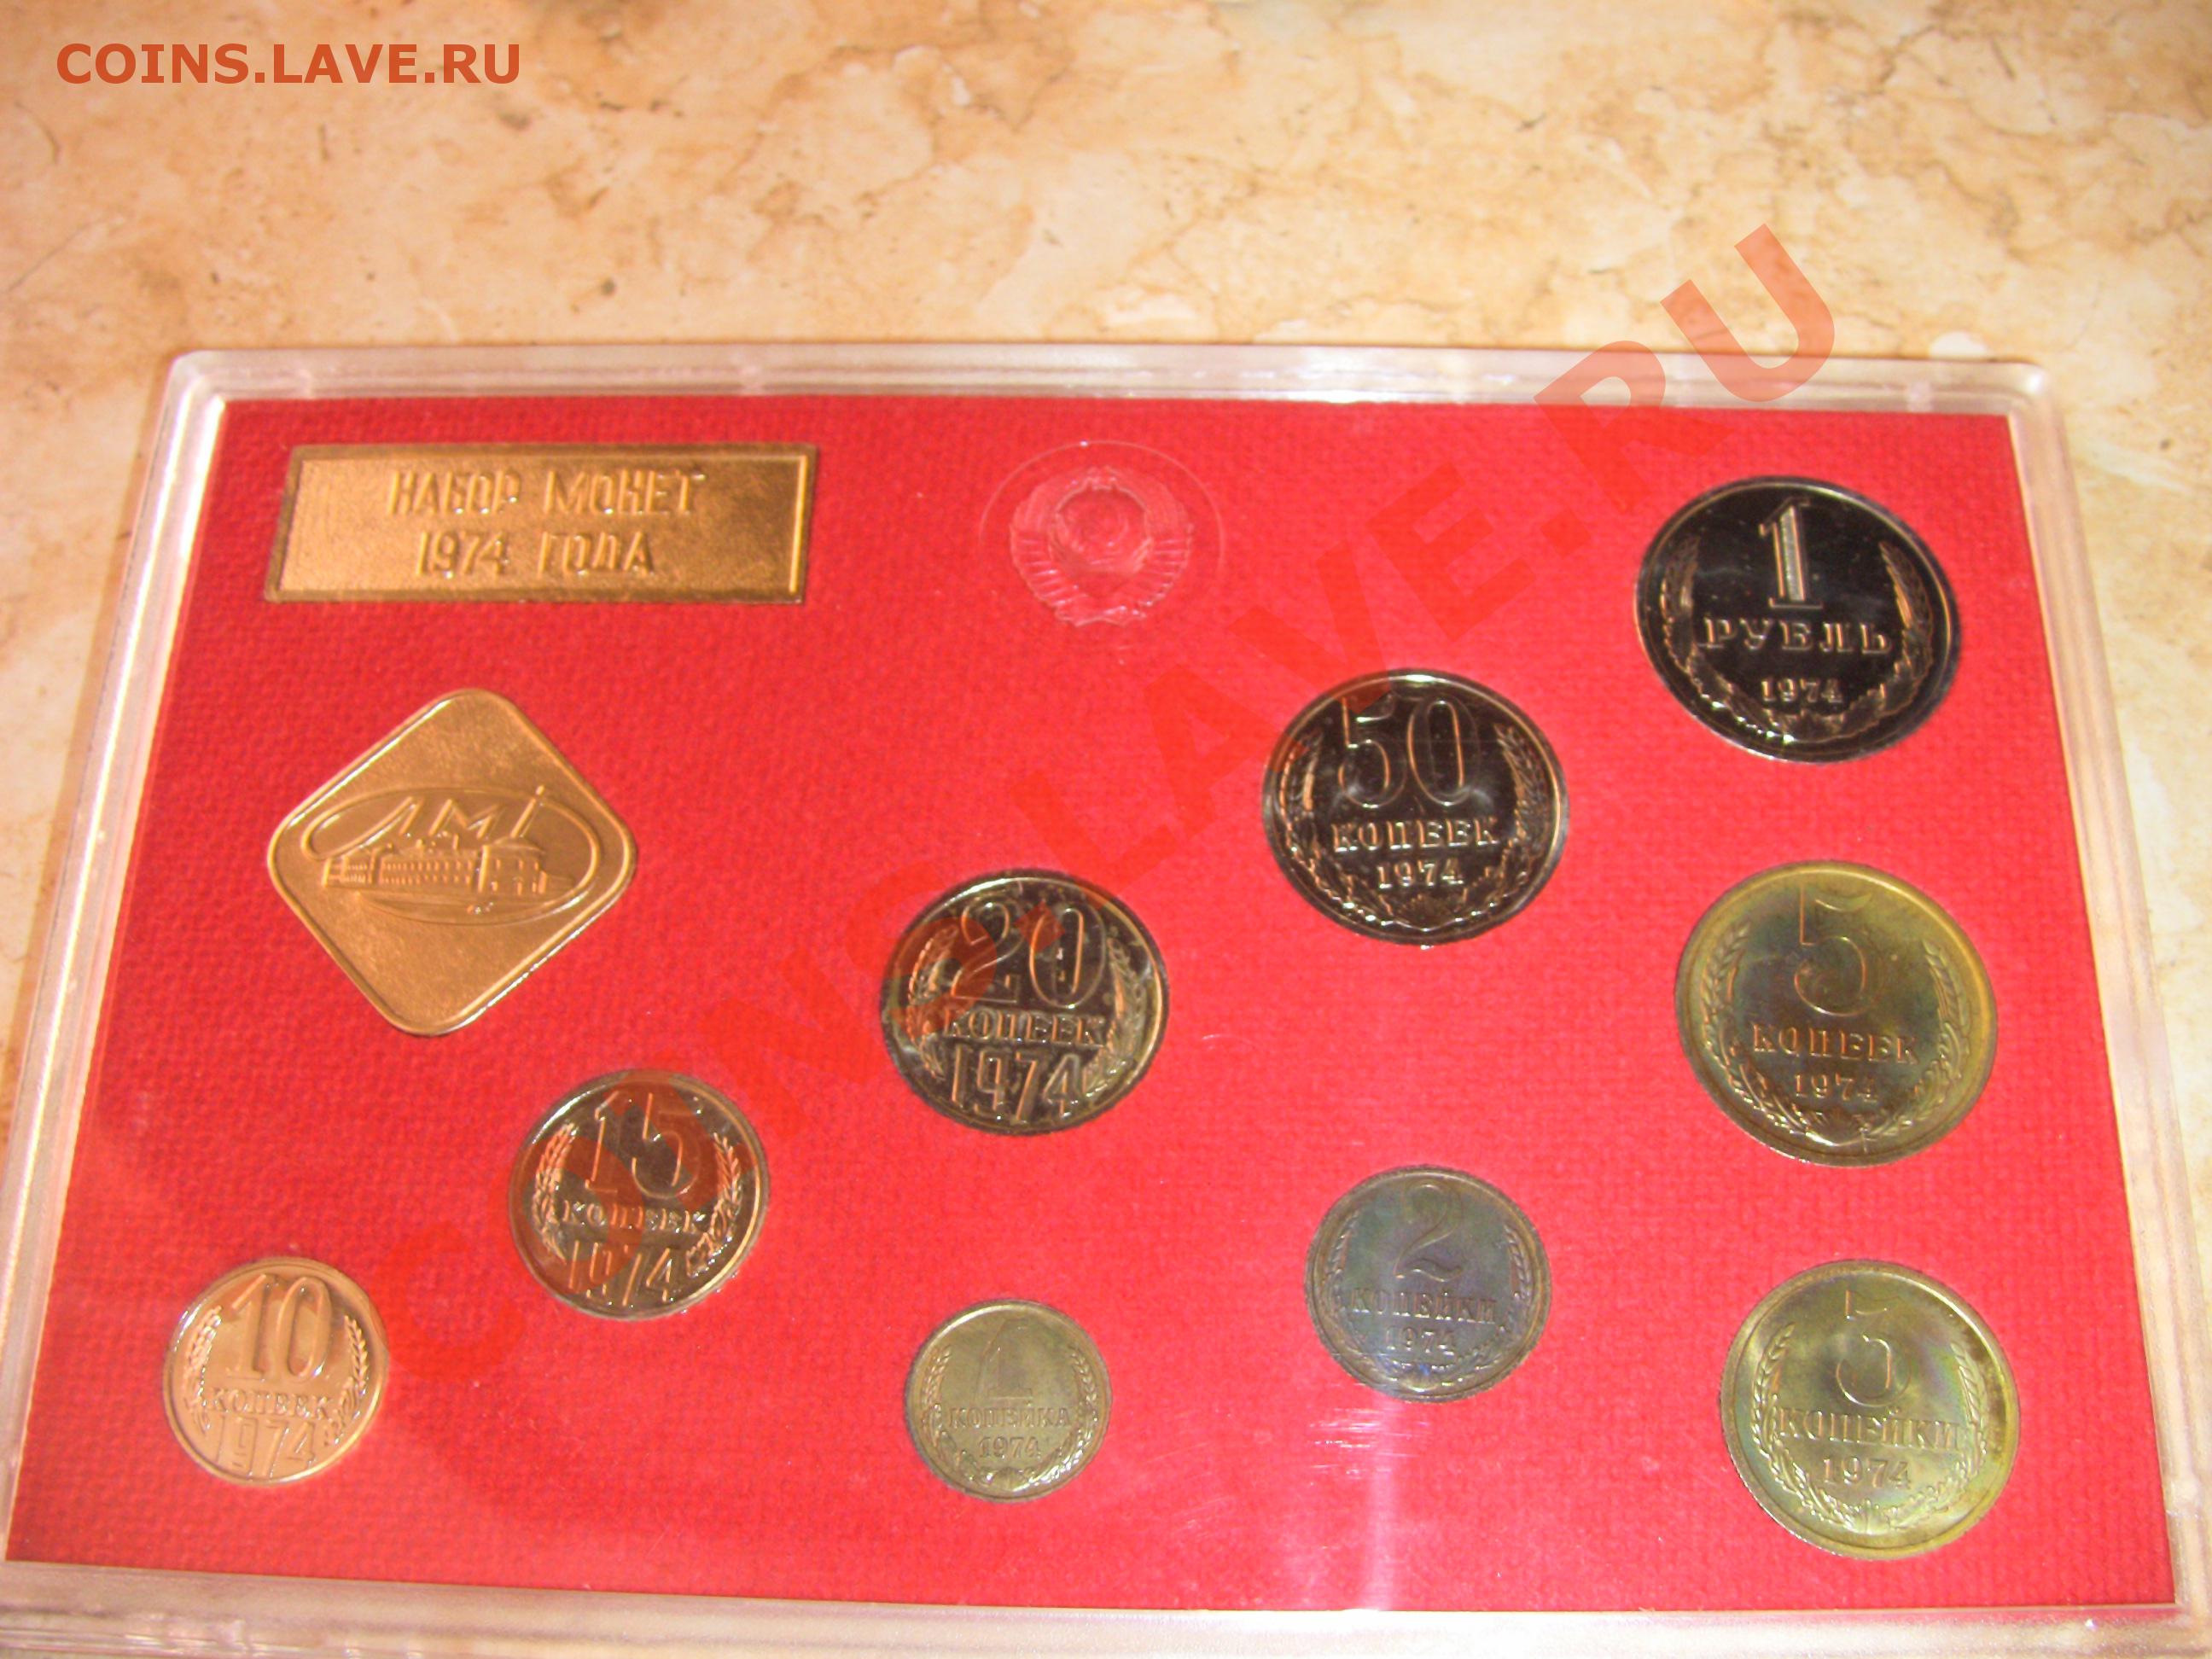 COINS.LAVE.RU
НАБОР МОНЕТ
1974 ГОДА
1
РУБЛЬ
1974
50
КОПЕЕК
1974
ЛМД
20
КОПЕЕК
1974
5
КОПЕЕК
1974
15
КОПЕЕК
1974
2
КОПЕЙКИ
1974
10
КОПЕЕК
1974
1
КОПЕЙКА
1974
3
КОПЕЙКИ
1974
COINS.LAVE.RU